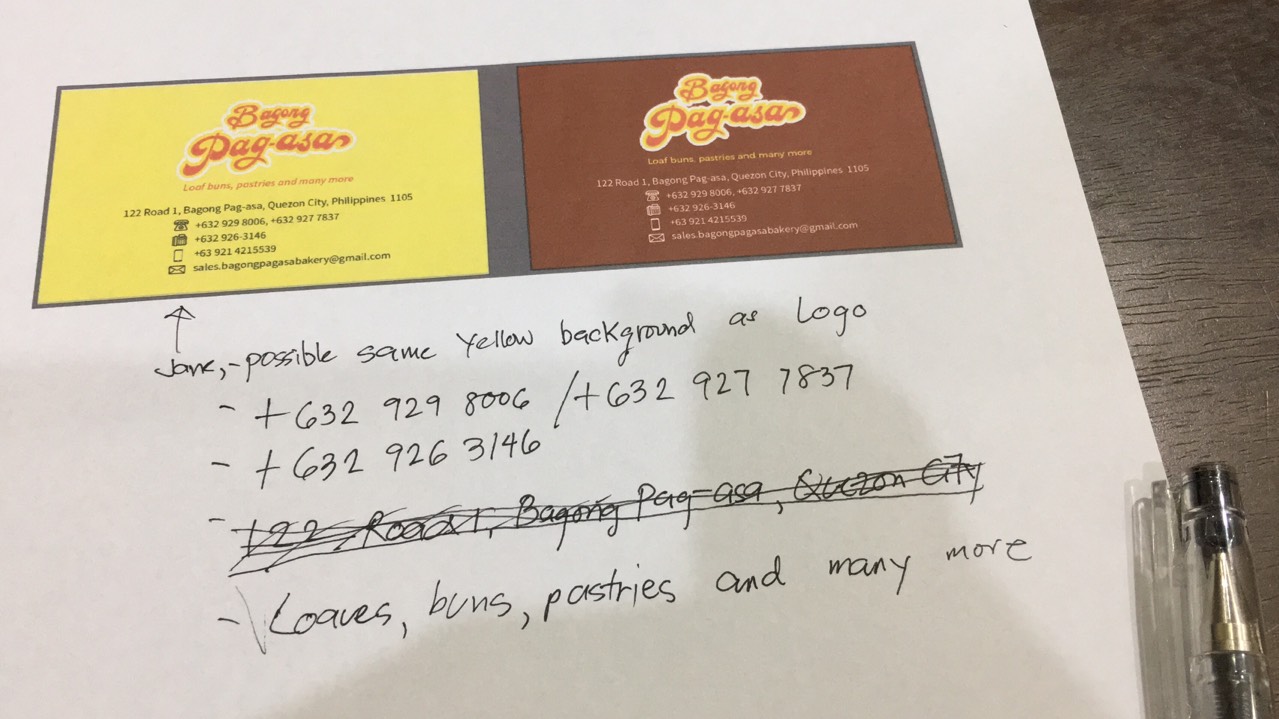 Bagong
Pag-asa
Loaf buns, pastries and many more
122 Road 1, Bagong Pag-asa, Quezon City, Philippines 1105
+632 929 8006, +632 927 7837
+632 926-3146
+63 921 4215539
sales.bagongpagasabakery@gmail.com
Bagong
Pag-asa
Loaf buns, pastries and many more
122 Road 1, Bagong Pag-asa, Quezon City, Philippines 1105
+632 929 8006, +632 927 7837
+632 926-3146
+63 921 4215539
sales.bagongpagasabakery@gmail.com
Jane, - possible same yellow background as Logo
- +632 929 8006 / +632 927 7837
- +632 926 3146
- 122 Road 1, Bagong Pag-asa, Quezon City
- Loaves, buns, pastries and many more